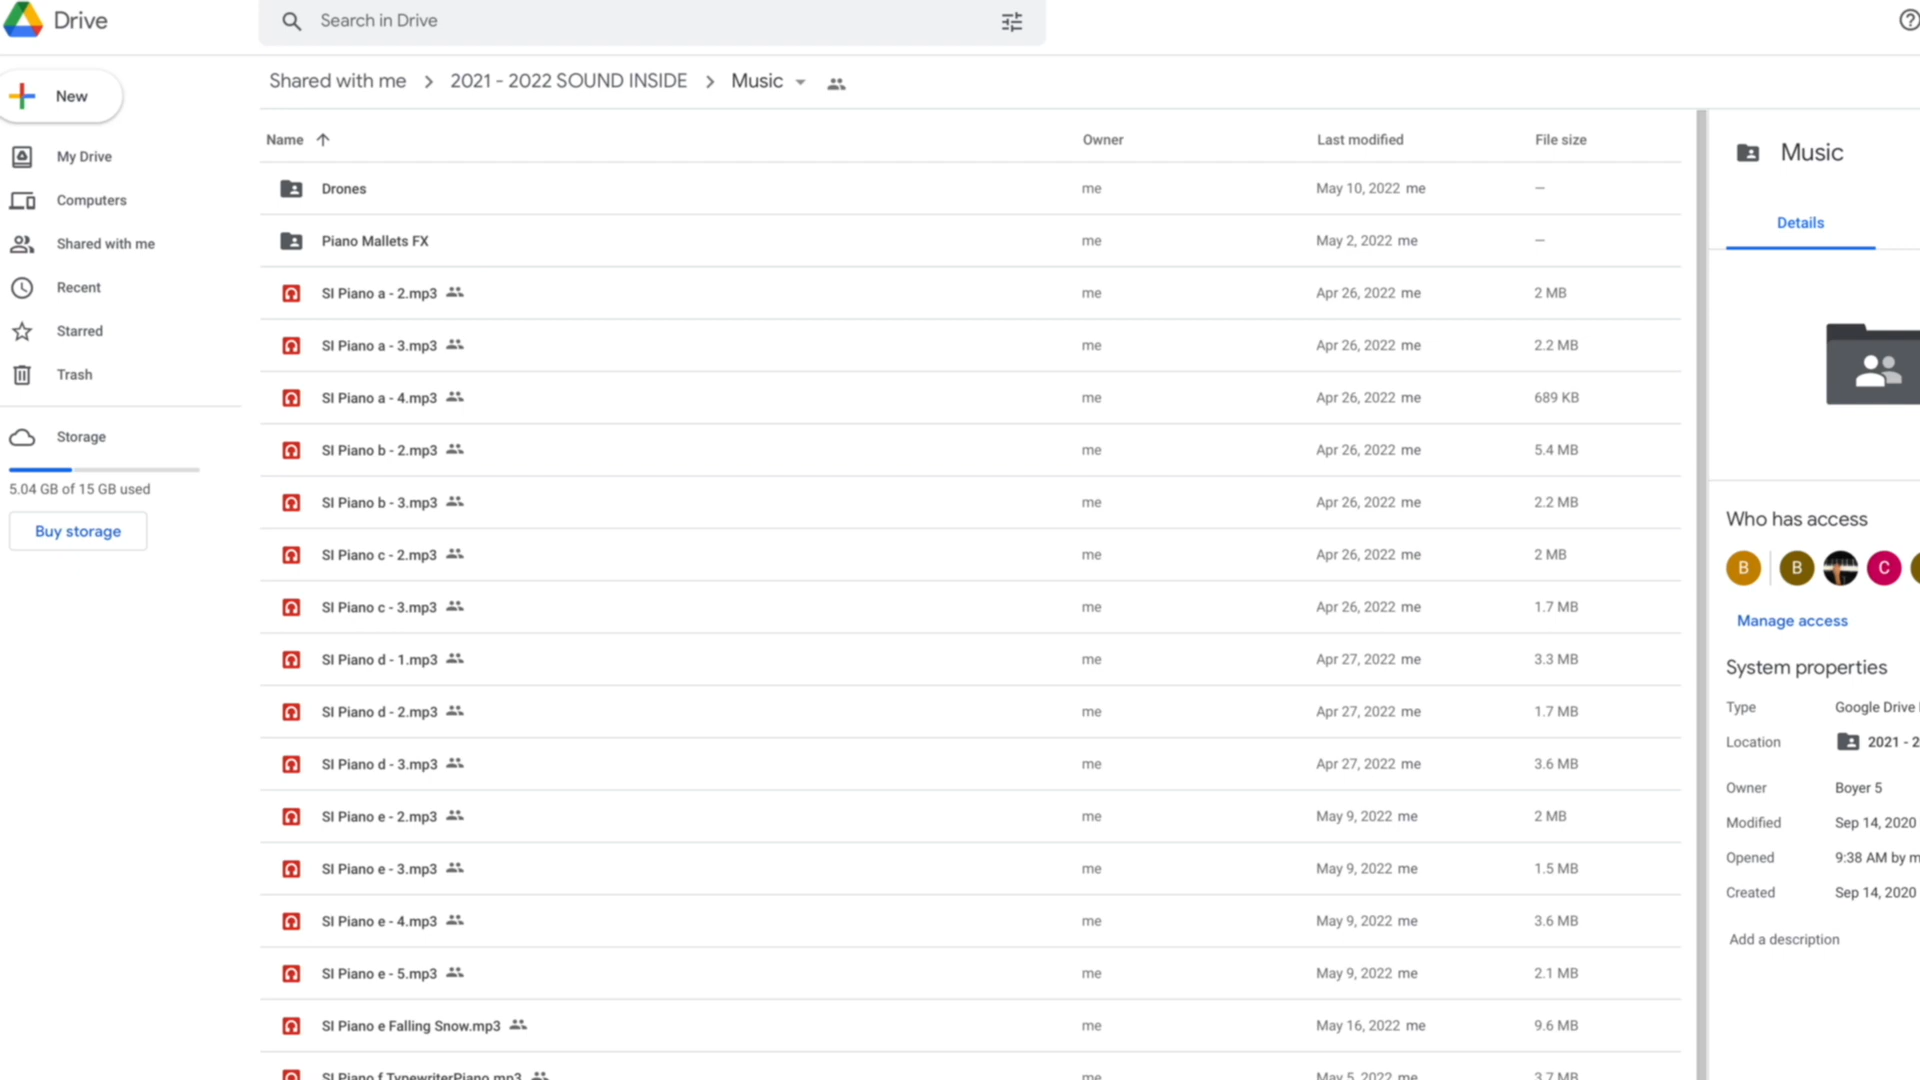 Drive
Search in Drive
New
Shared with me > 2021 - 2022 SOUND INSIDE > Music
My Drive
Computers
Shared with me
Recent
Starred
Trash
Storage
5.04 GB of 15 GB used
Buy storage
Name Owner Last modified File size
Drones me May 10, 2022 me —
Piano Mallets FX me May 2, 2022 me —
SI Piano a - 2.mp3 me Apr 26, 2022 me 2 MB
SI Piano a - 3.mp3 me Apr 26, 2022 me 2.2 MB
SI Piano a - 4.mp3 me Apr 26, 2022 me 689 KB
SI Piano b - 2.mp3 me Apr 26, 2022 me 5.4 MB
SI Piano b - 3.mp3 me Apr 26, 2022 me 2.2 MB
SI Piano c - 2.mp3 me Apr 26, 2022 me 2 MB
SI Piano c - 3.mp3 me Apr 26, 2022 me 1.7 MB
SI Piano d - 1.mp3 me Apr 27, 2022 me 3.3 MB
SI Piano d - 2.mp3 me Apr 27, 2022 me 1.7 MB
SI Piano d - 3.mp3 me Apr 27, 2022 me 3.6 MB
SI Piano e - 2.mp3 me May 9, 2022 me 2 MB
SI Piano e - 3.mp3 me May 9, 2022 me 1.5 MB
SI Piano e - 4.mp3 me May 9, 2022 me 3.6 MB
SI Piano e - 5.mp3 me May 9, 2022 me 2.1 MB
SI Piano e Falling Snow.mp3 me May 16, 2022 me 9.6 MB
SI Piano f TypewriterPiano.mp3 me May 5, 2022 me 3.7 MB
Music
Details
Who has access
B B C
Manage access
System properties
Type Google Drive
Location 2021 - 2
Owner Boyer 5
Modified Sep 14, 2020
Opened 9:38 AM by m
Created Sep 14, 2020
Add a description